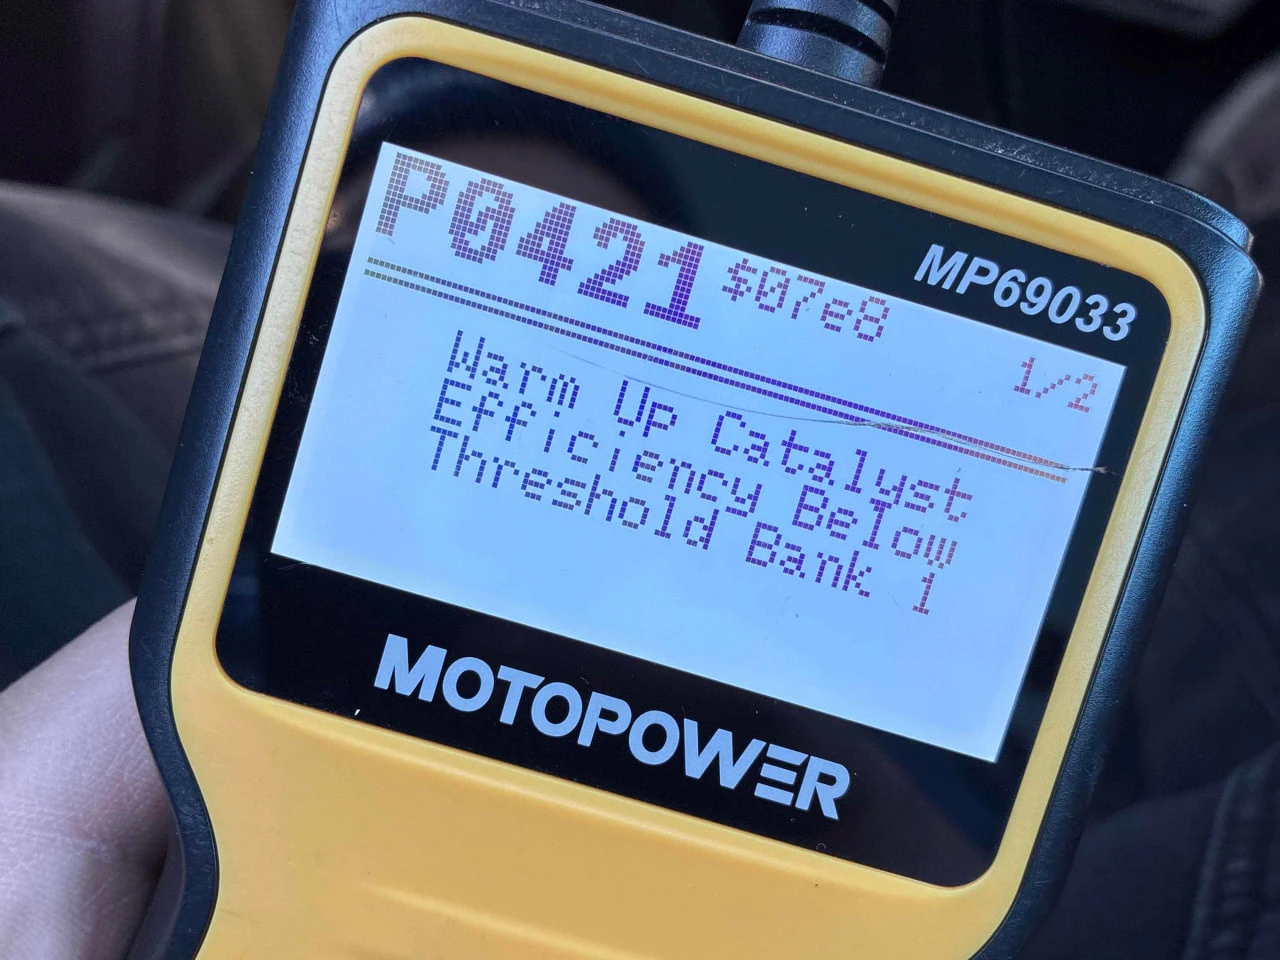 MP69033
P0421 $07e8
1/2
Warm Up Catalyst
Efficiency Below
Threshold Bank 1
MOTOPOWER